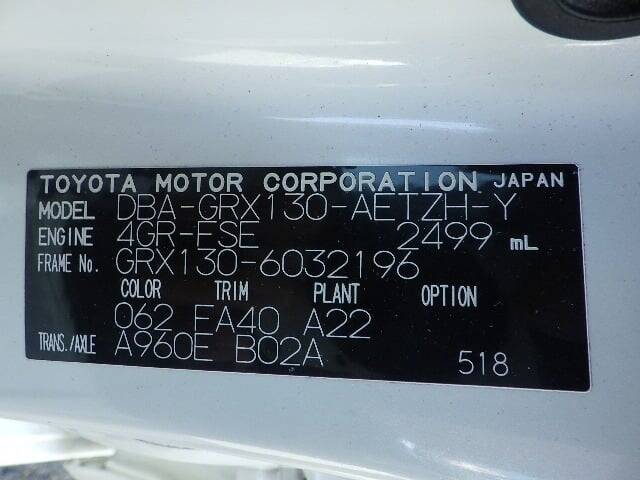 TOYOTA MOTOR CORPORATION JAPAN
MODEL DBA-GRX130-AETZH-Y
ENGINE 4GR-FSE 2499 mL
FRAME No. GRX130-6032196
COLOR TRIM PLANT OPTION
062 FA40 A22
TRANS./AXLE A960E B02A 518